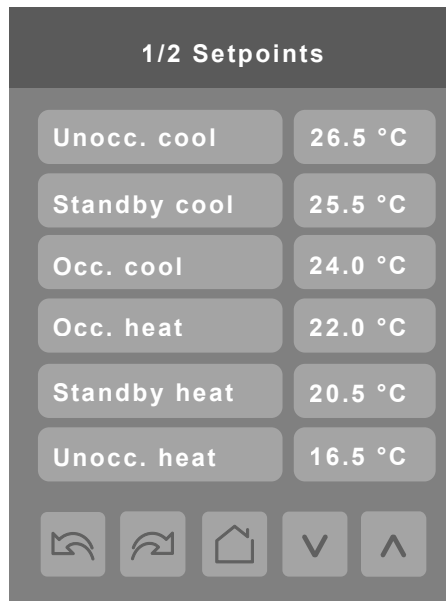 1/2 Setpoints
Unocc. cool 26.5 °C
Standby cool 25.5 °C
Occ. cool 24.0 °C
Occ. heat 22.0 °C
Standby heat 20.5 °C
Unocc. heat 16.5 °C